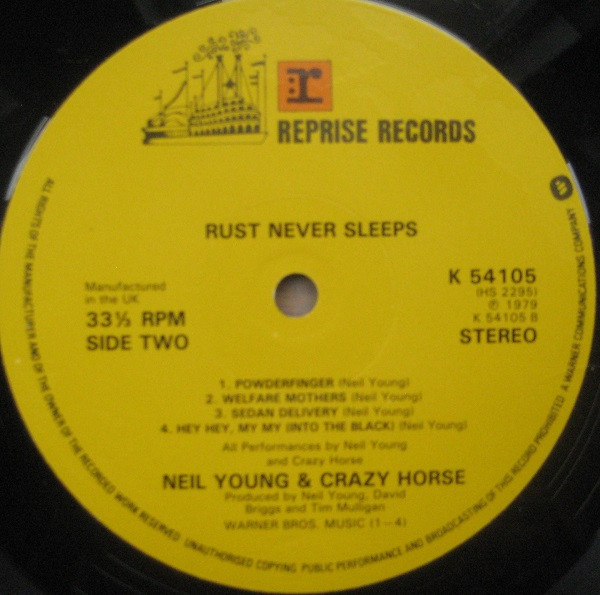 r
REPRISE RECORDS
RUST NEVER SLEEPS
Manufactured
in the UK
33⅓ RPM
SIDE TWO
K 54105
(HS 2295)
℗ 1979
K 54105 B
STEREO
1. POWDERFINGER (Neil Young)
2. WELFARE MOTHERS (Neil Young)
3. SEDAN DELIVERY (Neil Young)
4. HEY HEY, MY MY (INTO THE BLACK) (Neil Young)
All Performances by Neil Young
and Crazy Horse
NEIL YOUNG & CRAZY HORSE
Produced by Neil Young, David
Briggs and Tim Mulligan
WARNER BROS. MUSIC (1–4)
ALL RIGHTS OF THE MANUFACTURER AND OF THE OWNER OF THE RECORDED WORK RESERVED UNAUTHORISED COPYING PUBLIC PERFORMANCE AND BROADCASTING OF THIS RECORD PROHIBITED A WARNER COMMUNICATIONS COMPANY